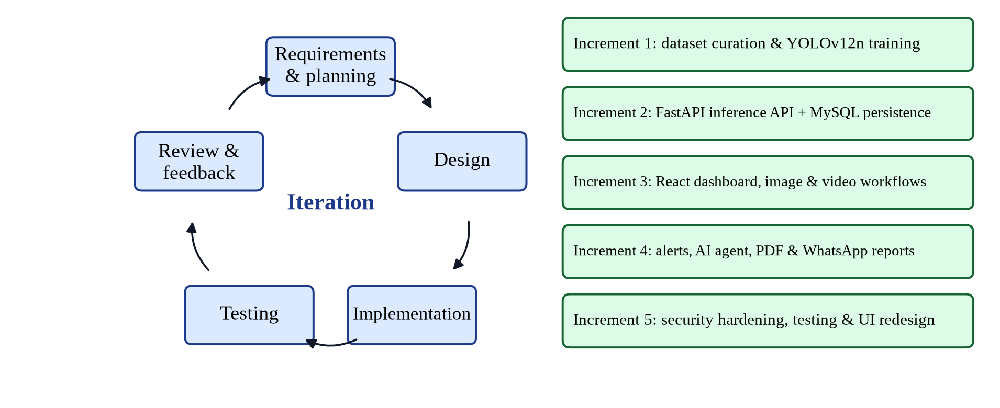 Requirements
& planning
Review &
feedback
Design
Iteration
Testing
Implementation
Increment 1: dataset curation & YOLOv12n training
Increment 2: FastAPI inference API + MySQL persistence
Increment 3: React dashboard, image & video workflows
Increment 4: alerts, AI agent, PDF & WhatsApp reports
Increment 5: security hardening, testing & UI redesign